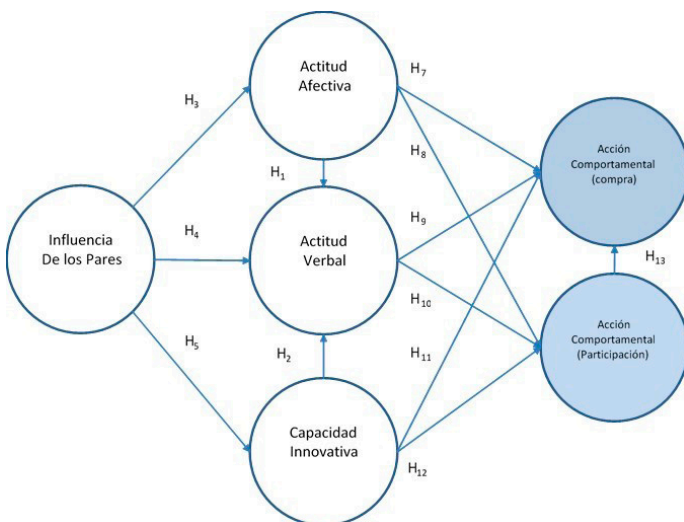 Actitud
Afectiva
H7
H3
Acción
Comportamental
(compra)
H8
H1
H4
Actitud
Verbal
H9
Influencia
De los Pares
H13
H10
Acción
Comportamental
(Participación)
H5
H2
H11
Capacidad
Innovativa
H12